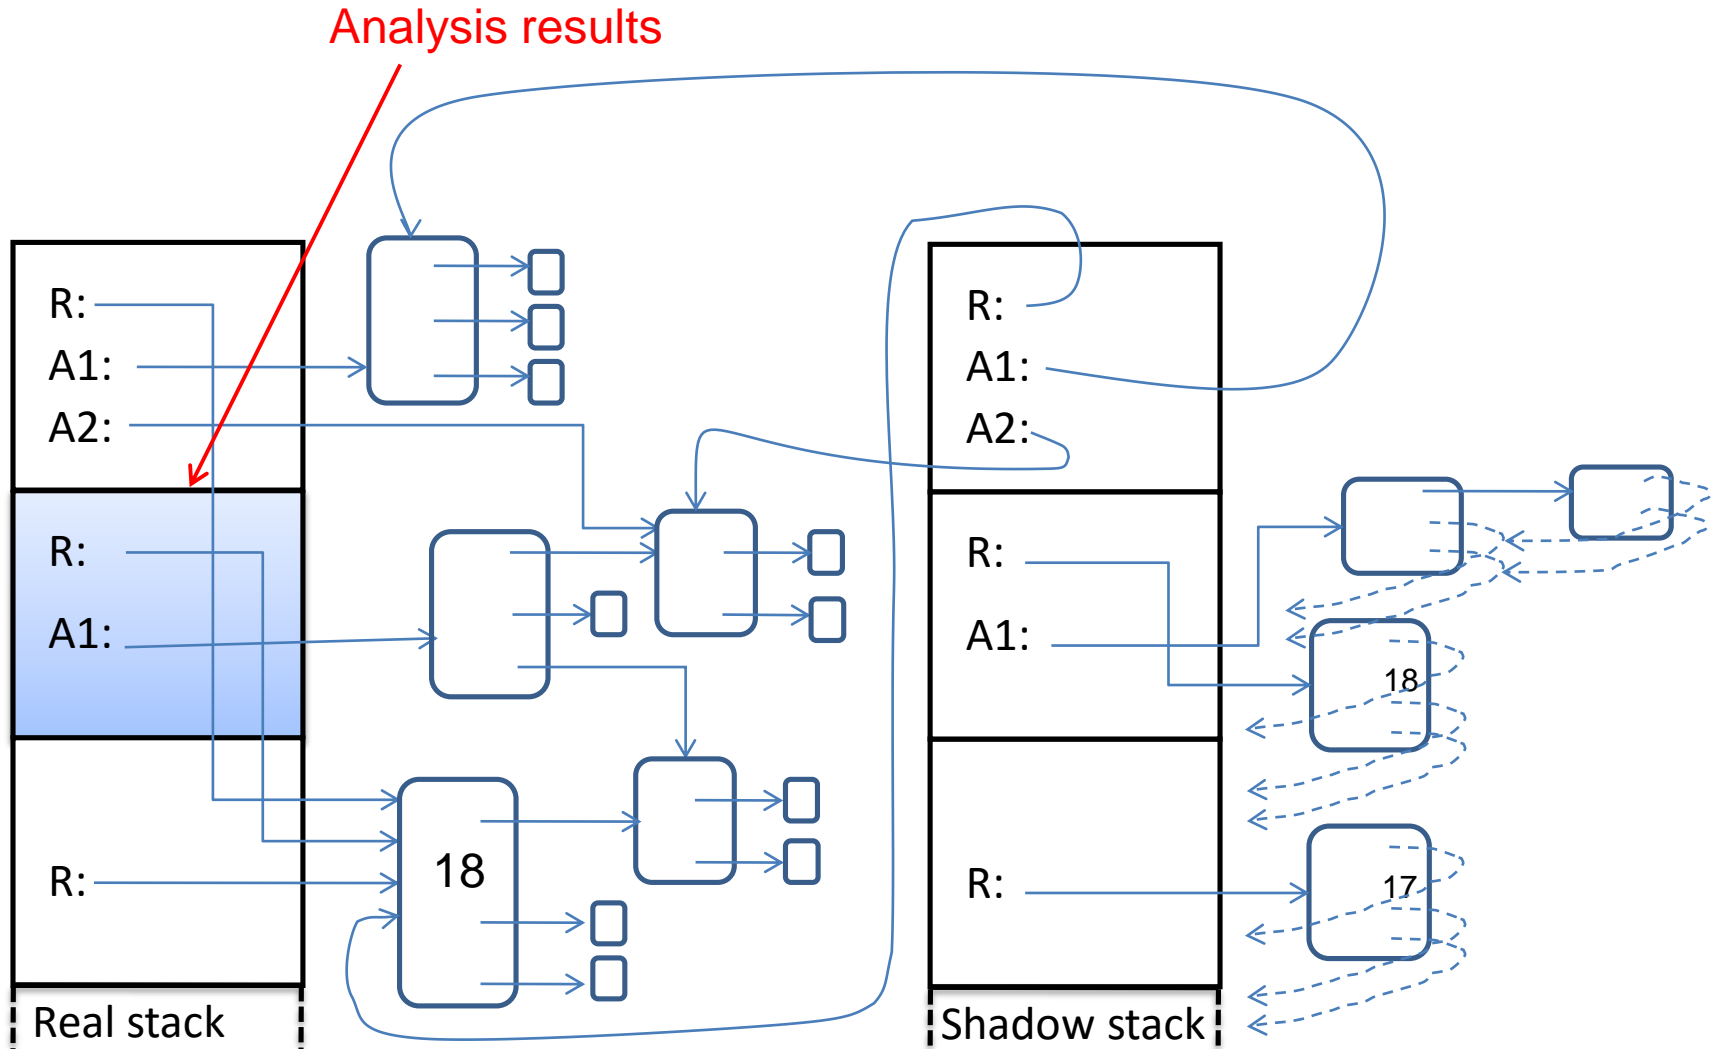 Analysis results
R:
A1:
A2:
R:
A1:
R:
Real stack
18
R:
A1:
A2:
R:
A1:
R:
Shadow stack
18
17